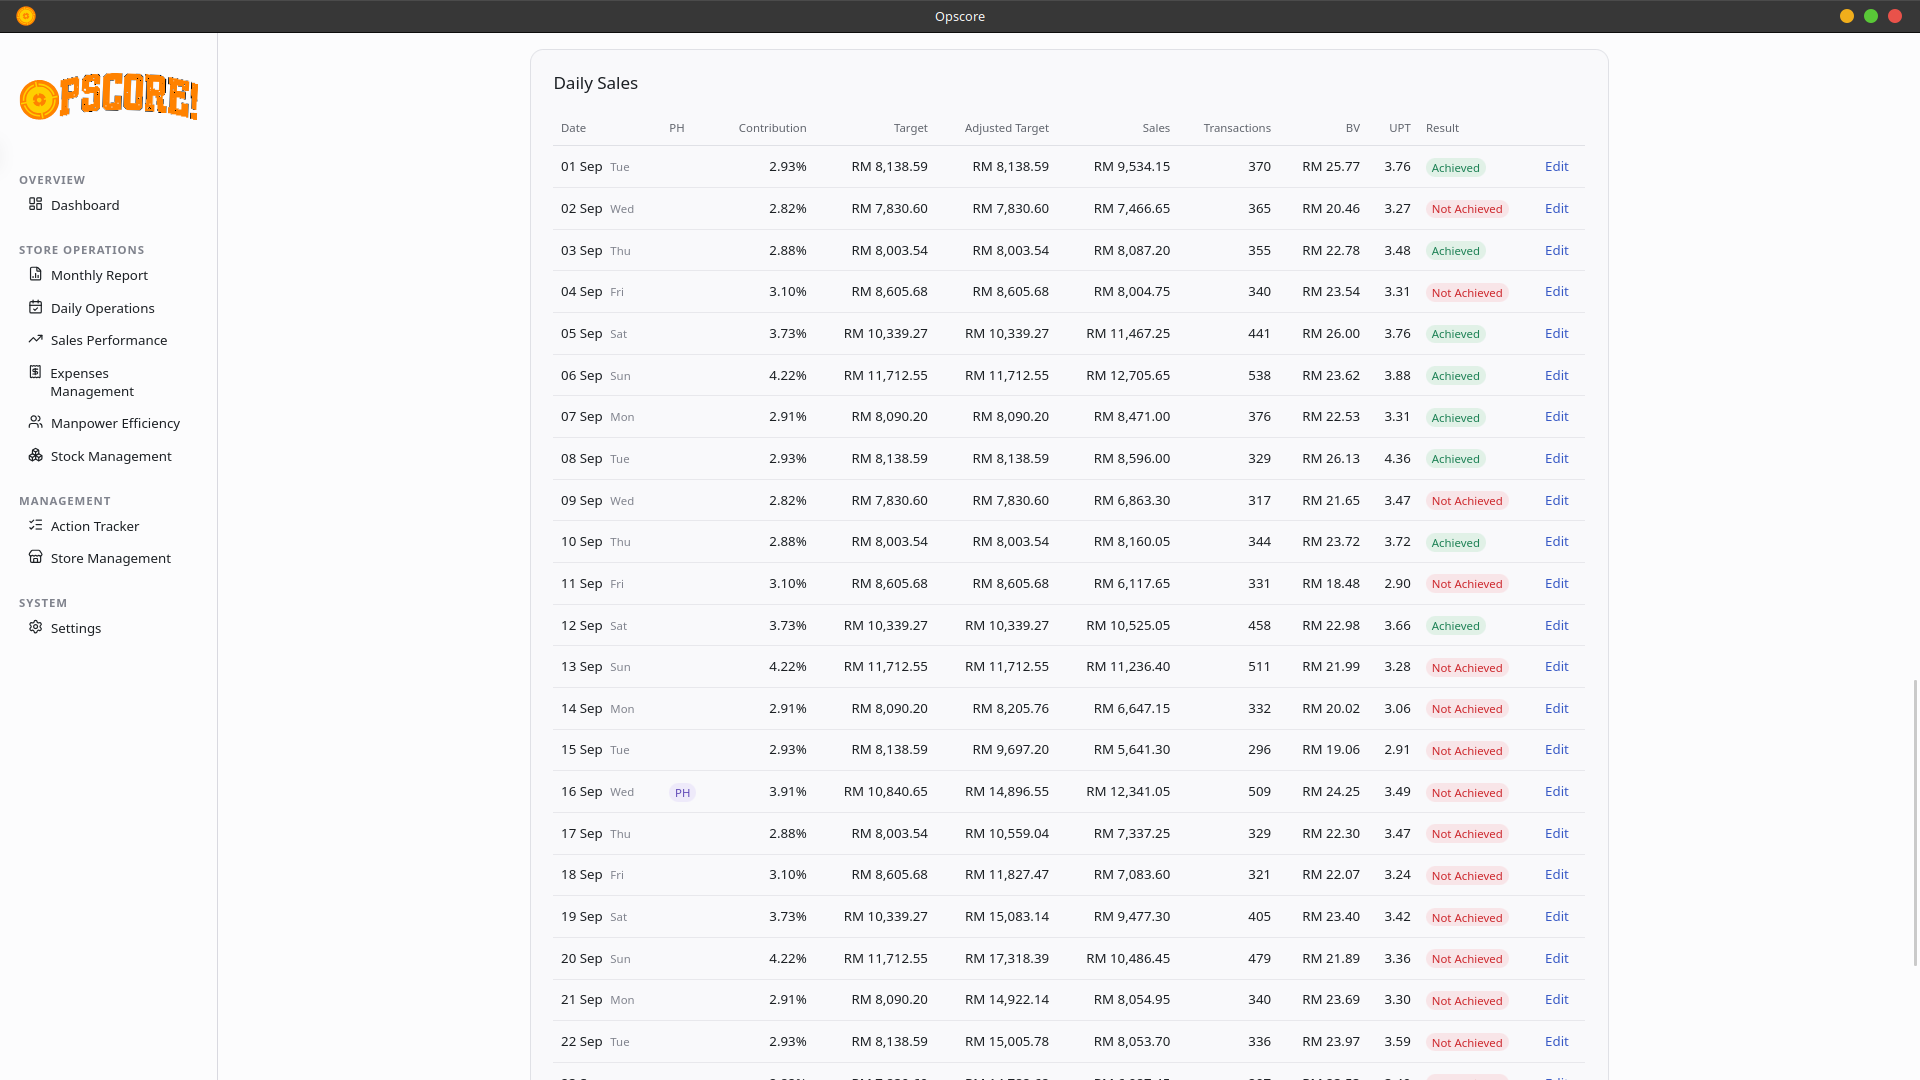 Opscore
OPSCORE!
OVERVIEW
Dashboard
STORE OPERATIONS
Monthly Report
Daily Operations
Sales Performance
Expenses
Management
Manpower Efficiency
Stock Management
MANAGEMENT
Action Tracker
Store Management
SYSTEM
Settings
Daily Sales
Date PH Contribution Target Adjusted Target Sales Transactions BV UPT Result
01 Sep Tue 2.93% RM 8,138.59 RM 8,138.59 RM 9,534.15 370 RM 25.77 3.76 Achieved Edit
02 Sep Wed 2.82% RM 7,830.60 RM 7,830.60 RM 7,466.65 365 RM 20.46 3.27 Not Achieved Edit
03 Sep Thu 2.88% RM 8,003.54 RM 8,003.54 RM 8,087.20 355 RM 22.78 3.48 Achieved Edit
04 Sep Fri 3.10% RM 8,605.68 RM 8,605.68 RM 8,004.75 340 RM 23.54 3.31 Not Achieved Edit
05 Sep Sat 3.73% RM 10,339.27 RM 10,339.27 RM 11,467.25 441 RM 26.00 3.76 Achieved Edit
06 Sep Sun 4.22% RM 11,712.55 RM 11,712.55 RM 12,705.65 538 RM 23.62 3.88 Achieved Edit
07 Sep Mon 2.91% RM 8,090.20 RM 8,090.20 RM 8,471.00 376 RM 22.53 3.31 Achieved Edit
08 Sep Tue 2.93% RM 8,138.59 RM 8,138.59 RM 8,596.00 329 RM 26.13 4.36 Achieved Edit
09 Sep Wed 2.82% RM 7,830.60 RM 7,830.60 RM 6,863.30 317 RM 21.65 3.47 Not Achieved Edit
10 Sep Thu 2.88% RM 8,003.54 RM 8,003.54 RM 8,160.05 344 RM 23.72 3.72 Achieved Edit
11 Sep Fri 3.10% RM 8,605.68 RM 8,605.68 RM 6,117.65 331 RM 18.48 2.90 Not Achieved Edit
12 Sep Sat 3.73% RM 10,339.27 RM 10,339.27 RM 10,525.05 458 RM 22.98 3.66 Achieved Edit
13 Sep Sun 4.22% RM 11,712.55 RM 11,712.55 RM 11,236.40 511 RM 21.99 3.28 Not Achieved Edit
14 Sep Mon 2.91% RM 8,090.20 RM 8,205.76 RM 6,647.15 332 RM 20.02 3.06 Not Achieved Edit
15 Sep Tue 2.93% RM 8,138.59 RM 9,697.20 RM 5,641.30 296 RM 19.06 2.91 Not Achieved Edit
16 Sep Wed PH 3.91% RM 10,840.65 RM 14,896.55 RM 12,341.05 509 RM 24.25 3.49 Not Achieved Edit
17 Sep Thu 2.88% RM 8,003.54 RM 10,559.04 RM 7,337.25 329 RM 22.30 3.47 Not Achieved Edit
18 Sep Fri 3.10% RM 8,605.68 RM 11,827.47 RM 7,083.60 321 RM 22.07 3.24 Not Achieved Edit
19 Sep Sat 3.73% RM 10,339.27 RM 15,083.14 RM 9,477.30 405 RM 23.40 3.42 Not Achieved Edit
20 Sep Sun 4.22% RM 11,712.55 RM 17,318.39 RM 10,486.45 479 RM 21.89 3.36 Not Achieved Edit
21 Sep Mon 2.91% RM 8,090.20 RM 14,922.14 RM 8,054.95 340 RM 23.69 3.30 Not Achieved Edit
22 Sep Tue 2.93% RM 8,138.59 RM 15,005.78 RM 8,053.70 336 RM 23.97 3.59 Not Achieved Edit